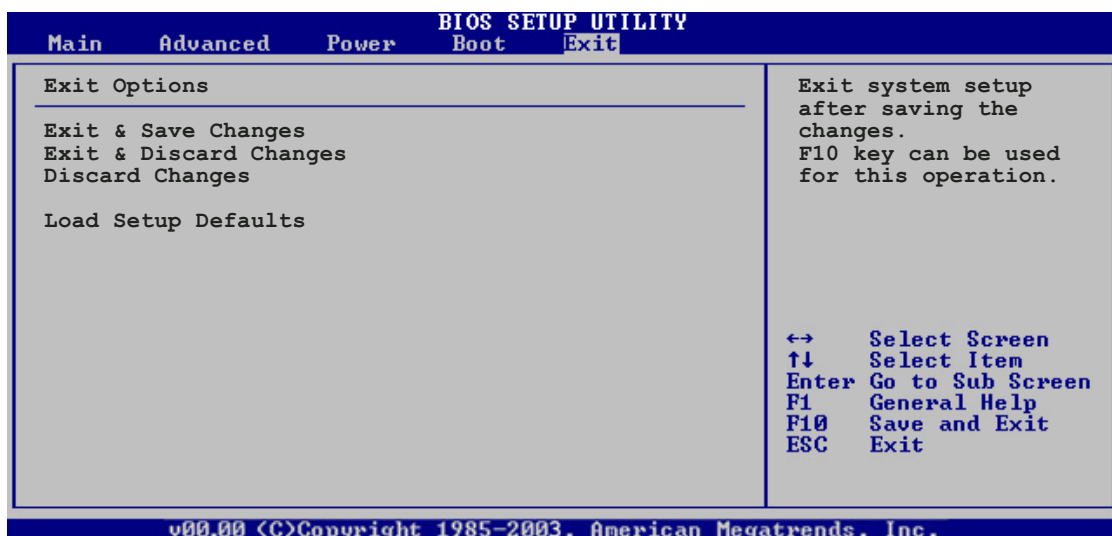 BIOS SETUP UTILITY
Main Advanced Power Boot Exit
Exit Options
Exit & Save Changes
Exit & Discard Changes
Discard Changes
Load Setup Defaults
Exit system setup
after saving the
changes.
F10 key can be used
for this operation.
←→ Select Screen
↑↓ Select Item
Enter Go to Sub Screen
F1 General Help
F10 Save and Exit
ESC Exit
v00.00 (C)Copyright 1985-2003, American Megatrends, Inc.